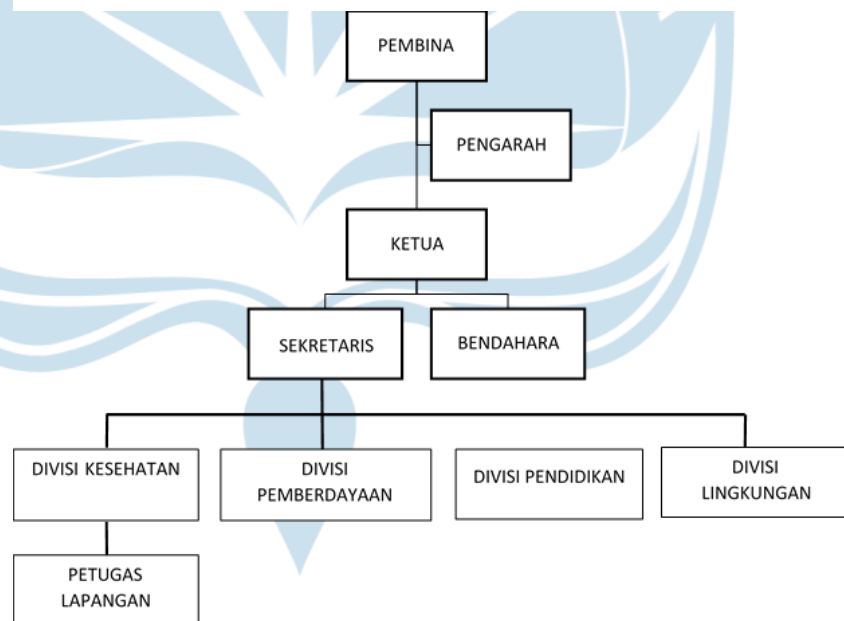 PEMBINA
PENGARAH
KETUA
SEKRETARIS
BENDAHARA
DIVISI KESEHATAN
DIVISI
PEMBERDAYAAN
DIVISI PENDIDIKAN
DIVISI
LINGKUNGAN
PETUGAS
LAPANGAN